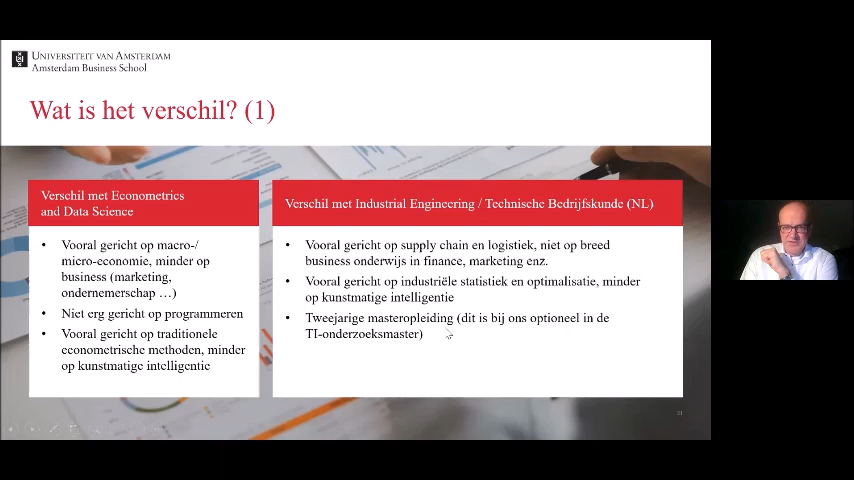 UNIVERSITEIT VAN AMSTERDAM
Amsterdam Business School
Wat is het verschil? (1)
Verschil met Econometrics
and Data Science
• Vooral gericht op macro-/
micro-economie, minder op
business (marketing,
ondernemerschap …)
• Niet erg gericht op programmeren
• Vooral gericht op traditionele
econometrische methoden, minder
op kunstmatige intelligentie
Verschil met Industrial Engineering / Technische Bedrijfskunde (NL)
• Vooral gericht op supply chain en logistiek, niet op breed
business onderwijs in finance, marketing enz.
• Vooral gericht op industriële statistiek en optimalisatie, minder
op kunstmatige intelligentie
• Tweejarige masteropleiding (dit is bij ons optioneel in de
TI-onderzoeksmaster)